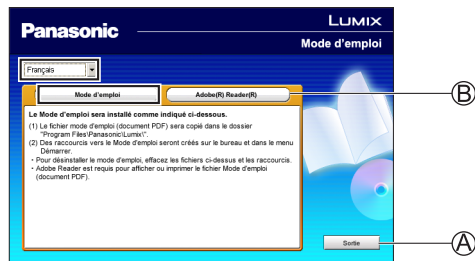 Panasonic
LUMIX
Mode d'emploi
Français
Mode d'emploi
Adobe(R) Reader(R)
B
Le Mode d'emploi sera installé comme indiqué ci-dessous.
(1) Le fichier mode d'emploi (document PDF) sera copié dans le dossier
"Program Files\Panasonic\Lumix\".
(2) Des raccourcis vers le Mode d'emploi seront créés sur le bureau et dans le menu
Démarrer.
・Pour désinstaller le mode d'emploi, effacez les fichiers ci-dessus et les raccourcis.
・Adobe Reader est requis pour afficher ou imprimer le fichier Mode d'emploi
(document PDF).
Sortie
A